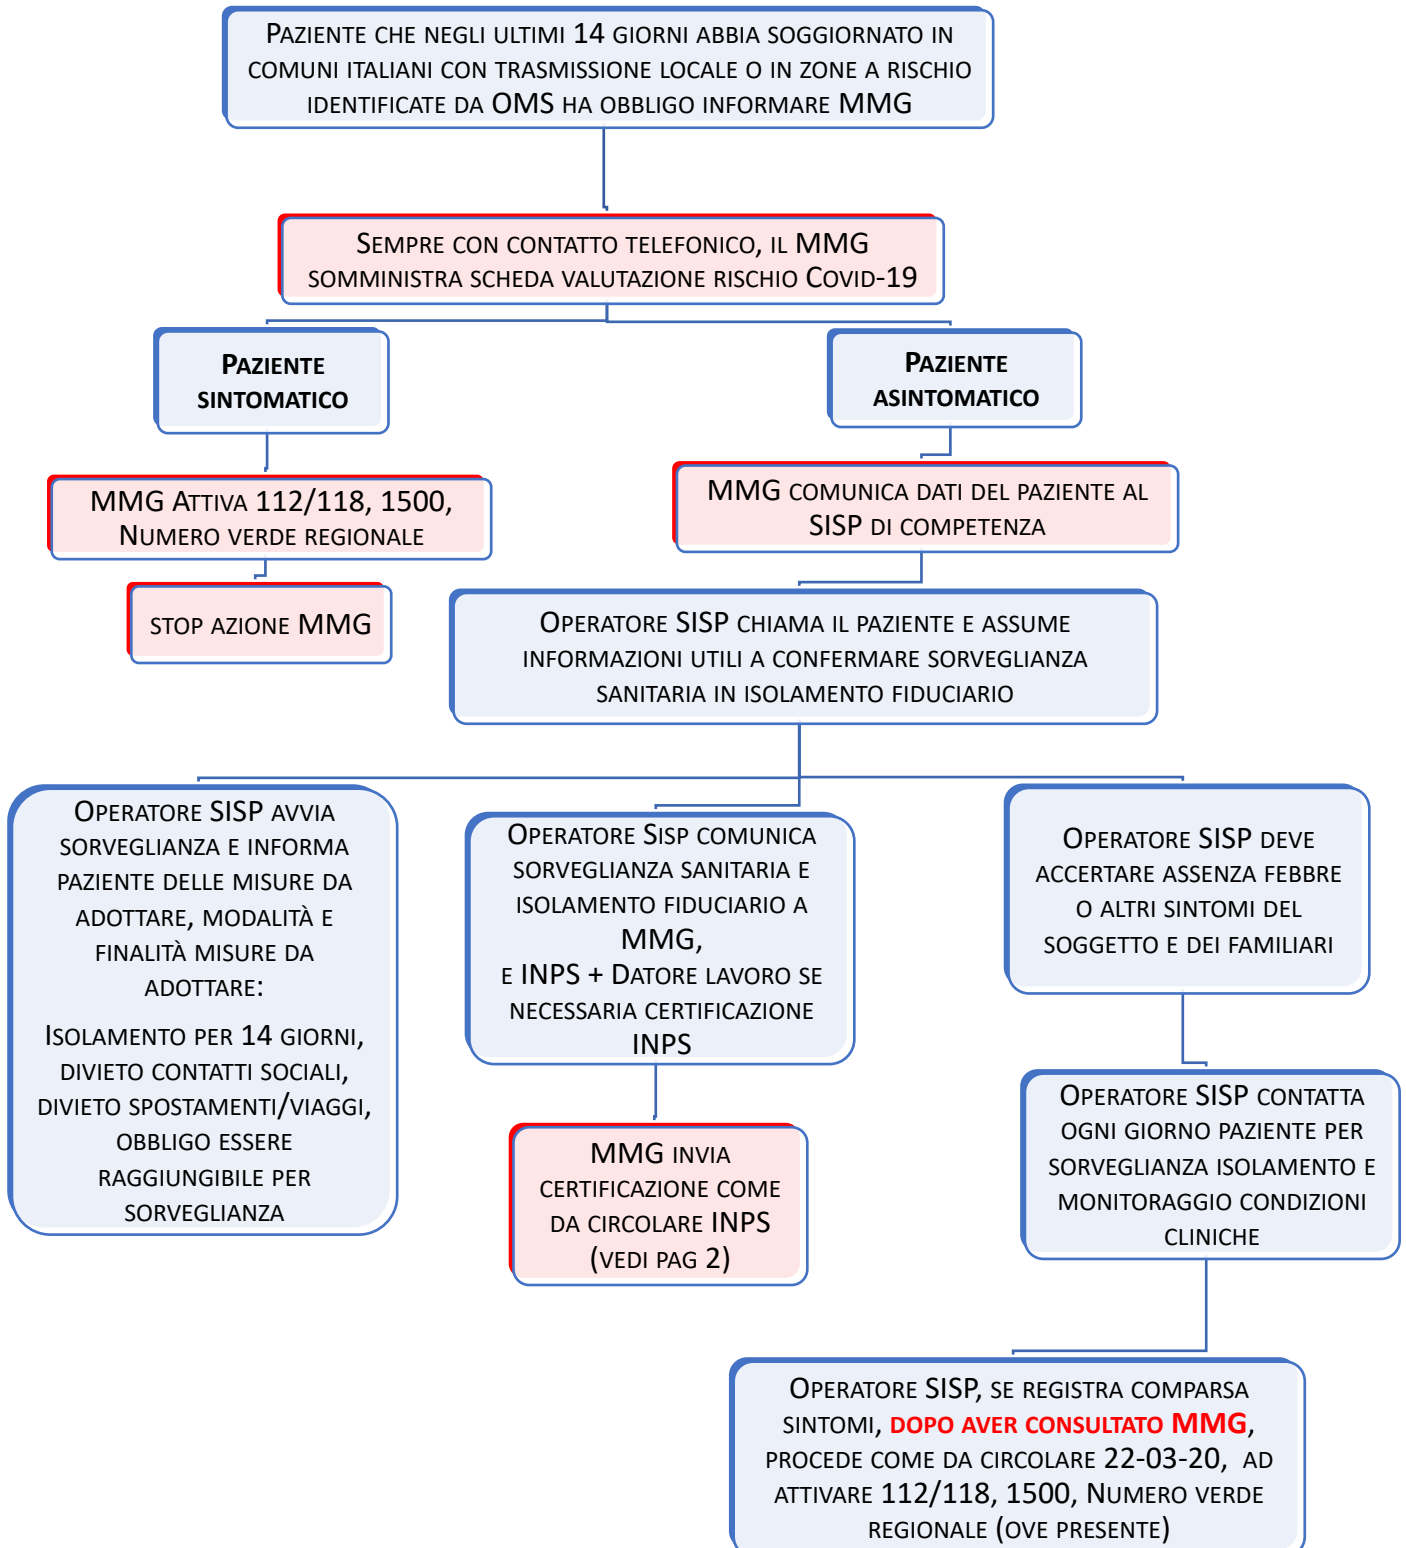 PAZIENTE CHE NEGLI ULTIMI 14 GIORNI ABBIA SOGGIORNATO IN
COMUNI ITALIANI CON TRASMISSIONE LOCALE O IN ZONE A RISCHIO
IDENTIFICATE DA OMS HA OBBLIGO INFORMARE MMG
SEMPRE CON CONTATTO TELEFONICO, IL MMG
SOMMINISTRA SCHEDA VALUTAZIONE RISCHIO COVID-19
PAZIENTE
SINTOMATICO
PAZIENTE
ASINTOMATICO
MMG ATTIVA 112/118, 1500,
NUMERO VERDE REGIONALE
MMG COMUNICA DATI DEL PAZIENTE AL
SISP DI COMPETENZA
STOP AZIONE MMG
OPERATORE SISP CHIAMA IL PAZIENTE E ASSUME
INFORMAZIONI UTILI A CONFERMARE SORVEGLIANZA
SANITARIA IN ISOLAMENTO FIDUCIARIO
OPERATORE SISP AVVIA
SORVEGLIANZA E INFORMA
PAZIENTE DELLE MISURE DA
ADOTTARE, MODALITÀ E
FINALITÀ MISURE DA
ADOTTARE:
ISOLAMENTO PER 14 GIORNI,
DIVIETO CONTATTI SOCIALI,
DIVIETO SPOSTAMENTI/VIAGGI,
OBBLIGO ESSERE
RAGGIUNGIBILE PER
SORVEGLIANZA
OPERATORE SISP COMUNICA
SORVEGLIANZA SANITARIA E
ISOLAMENTO FIDUCIARIO A
MMG,
E INPS + DATORE LAVORO SE
NECESSARIA CERTIFICAZIONE
INPS
MMG INVIA
CERTIFICAZIONE COME
DA CIRCOLARE INPS
(VEDI PAG 2)
OPERATORE SISP DEVE
ACCERTARE ASSENZA FEBBRE
O ALTRI SINTOMI DEL
SOGGETTO E DEI FAMILIARI
OPERATORE SISP CONTATTA
OGNI GIORNO PAZIENTE PER
SORVEGLIANZA ISOLAMENTO E
MONITORAGGIO CONDIZIONI
CLINICHE
OPERATORE SISP, SE REGISTRA COMPARSA
SINTOMI, DOPO AVER CONSULTATO MMG,
PROCEDE COME DA CIRCOLARE 22-03-20, AD
ATTIVARE 112/118, 1500, NUMERO VERDE
REGIONALE (OVE PRESENTE)